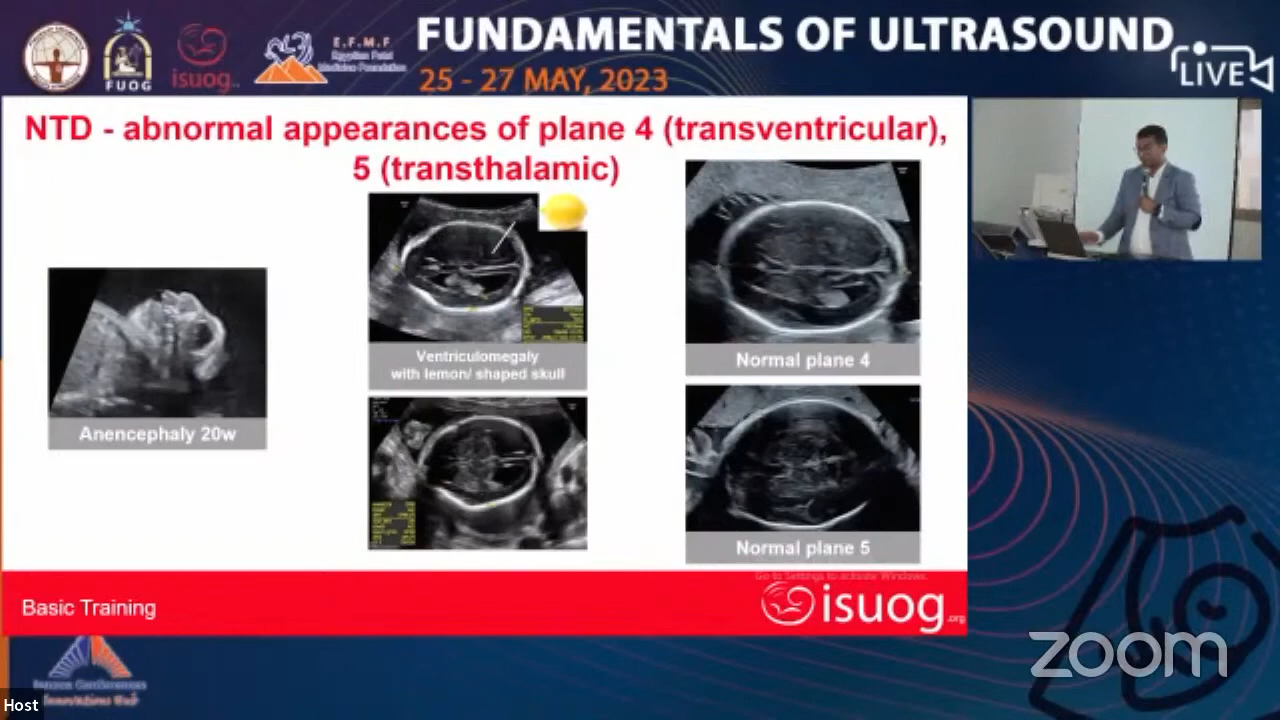 FUNDAMENTALS OF ULTRASOUND
25 - 27 MAY, 2023
LIVE
FUOG
isuog
E.F.M.F
NTD - abnormal appearances of plane 4 (transventricular),
5 (transthalamic)
Anencephaly 20w
Ventriculomegaly
with lemon/ shaped skull
Normal plane 4
Normal plane 5
Go to Settings to activate Windows.
Basic Training
isuog.org
zoom
Host